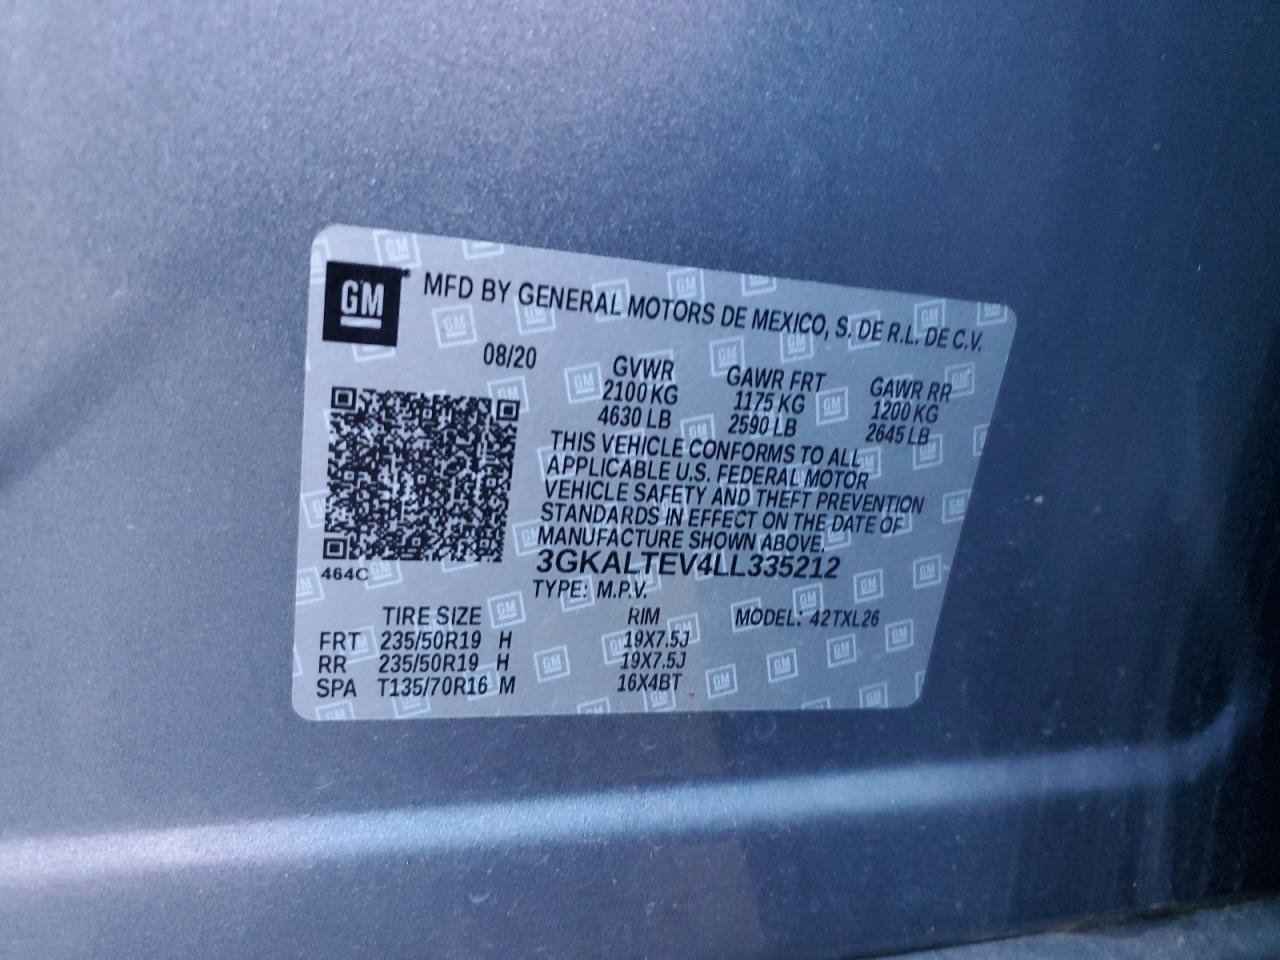 GM MFD BY GENERAL MOTORS DE MEXICO, S. DE R.L. DE C.V.
08/20 GVWR GAWR FRT GAWR RR
2100 KG 1175 KG 1200 KG
4630 LB 2590 LB 2645 LB
THIS VEHICLE CONFORMS TO ALL
APPLICABLE U.S. FEDERAL MOTOR
VEHICLE SAFETY AND THEFT PREVENTION
STANDARDS IN EFFECT ON THE DATE OF
MANUFACTURE SHOWN ABOVE.
3GKALTEV4LL335212
464C
TYPE: M.P.V.
TIRE SIZE RIM MODEL: 42TXL26
FRT 235/50R19 H 19X7.5J
RR 235/50R19 H 19X7.5J
SPA T135/70R16 M 16X4BT